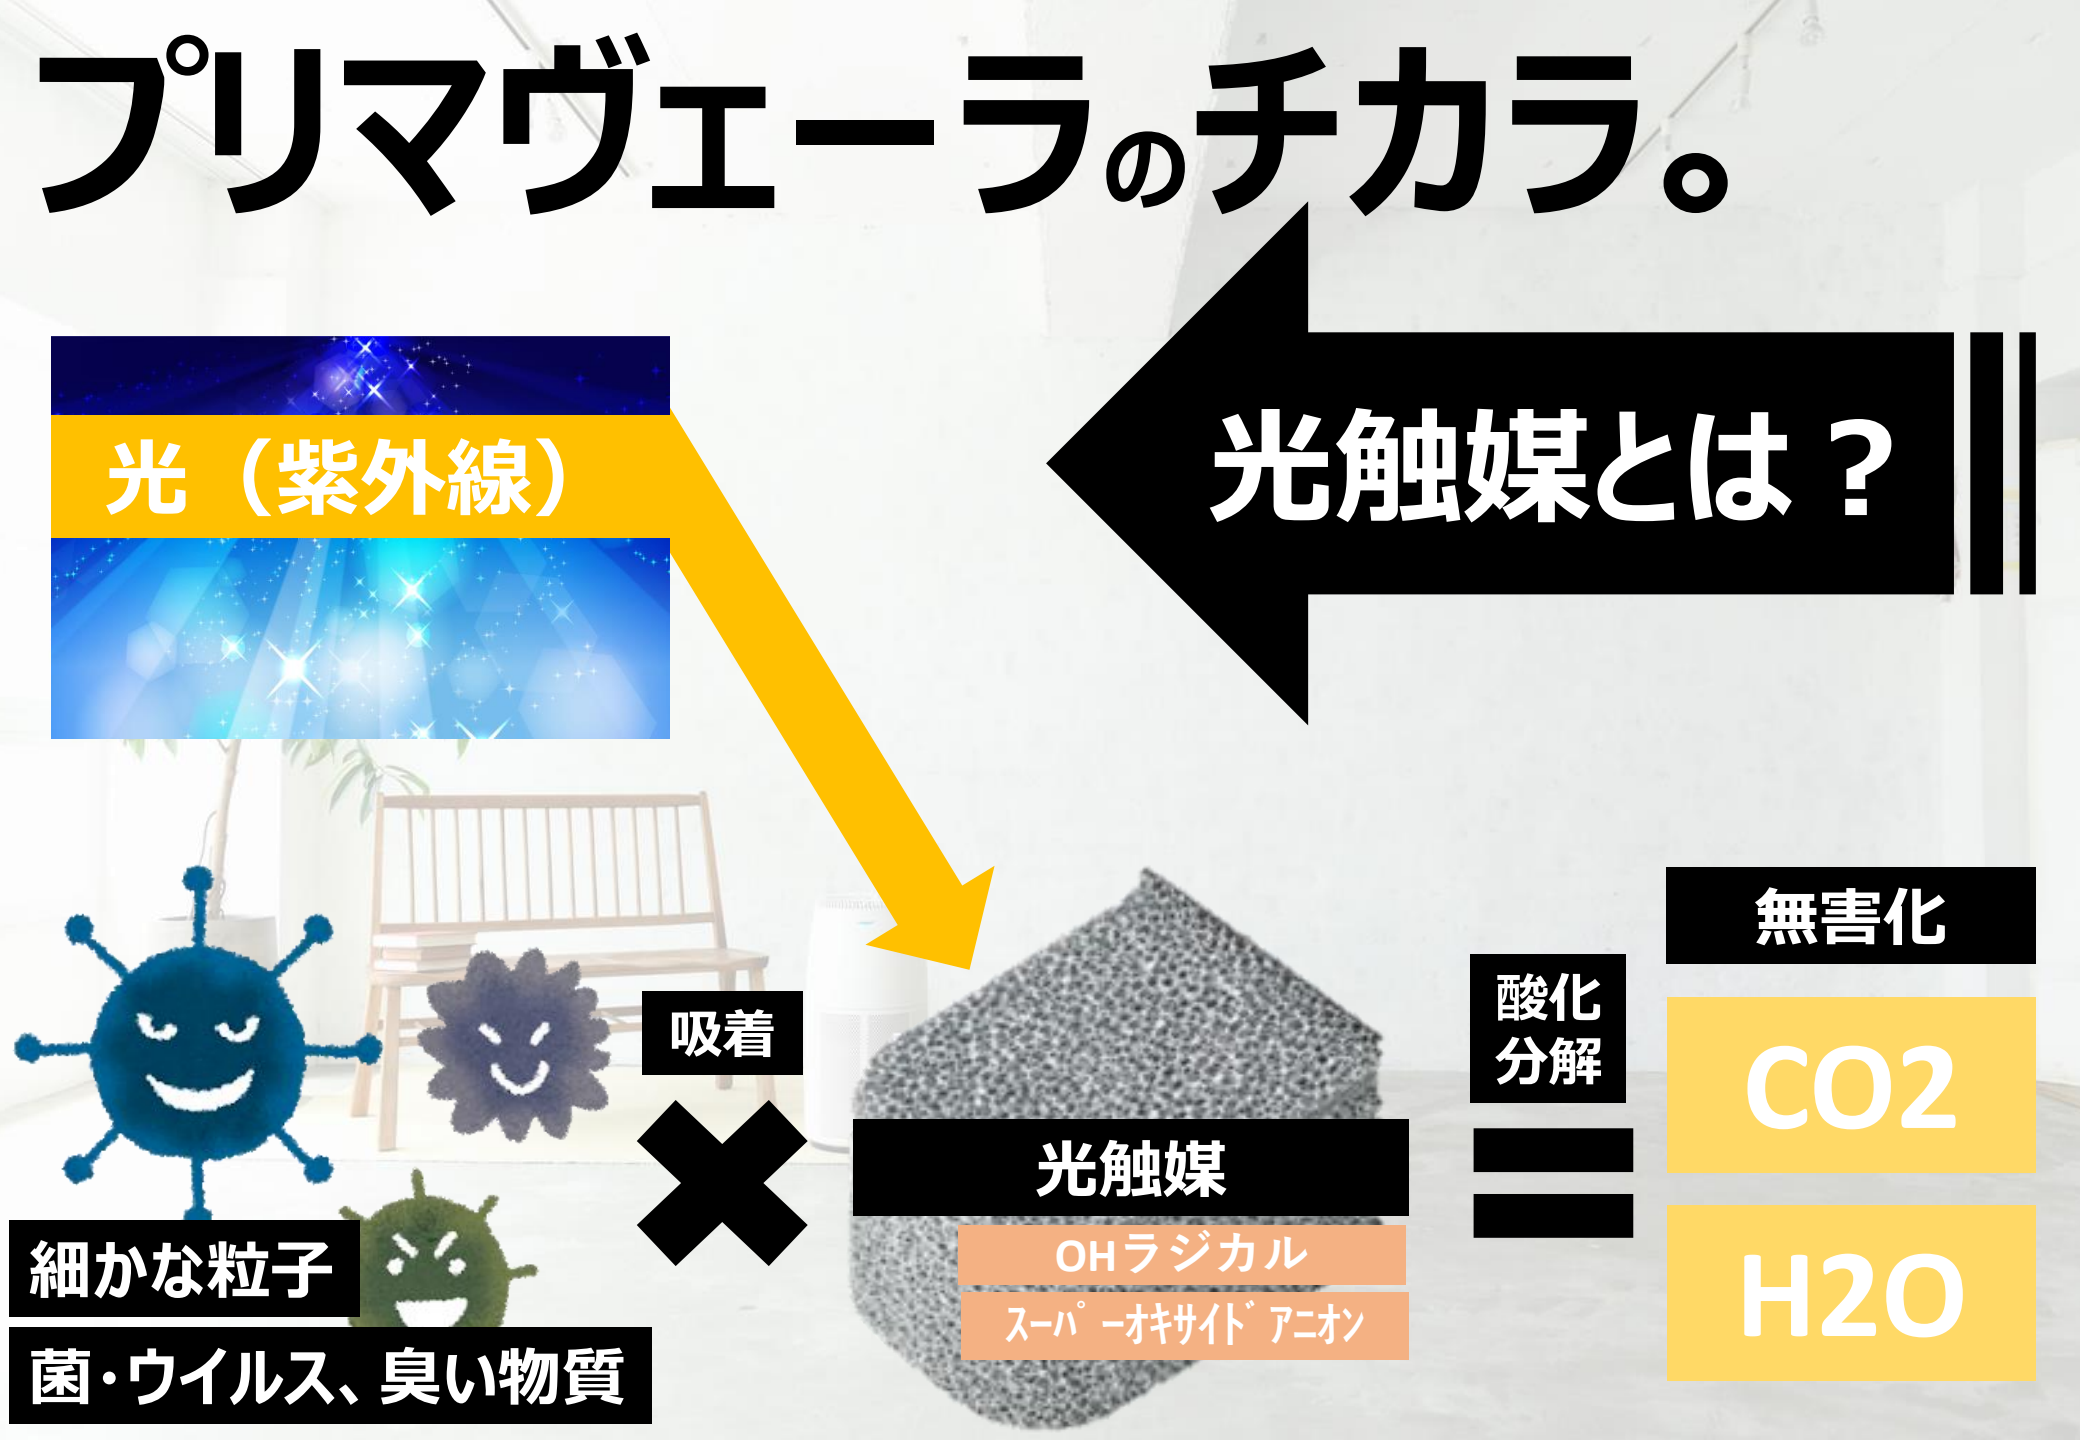 プリマヴェーラのチカラ。
光触媒とは？
光（紫外線）
吸着
細かな粒子
菌・ウイルス、臭い物質
光触媒
OHラジカル
ｽｰﾊﾟｰｵｷｻｲﾄﾞｱﾆｵﾝ
酸化
分解
無害化
CO2
H2O